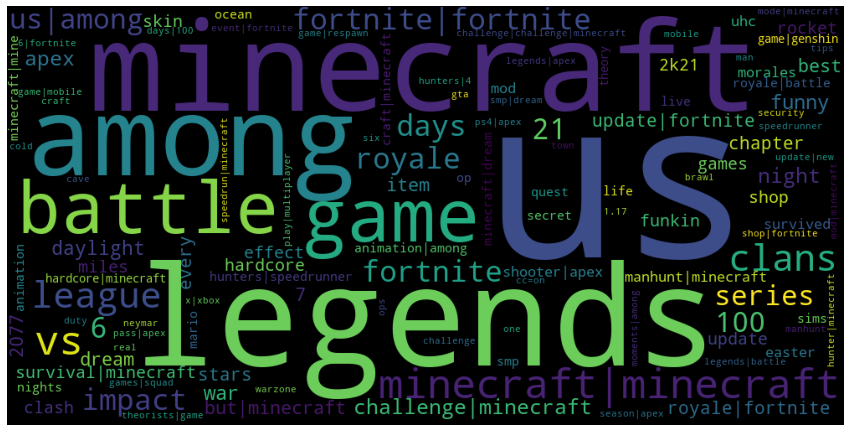 us|among
skin
ocean
event|fortnite
days|100
fortnite|fortnite
challenge|challenge|minecraft
game|respawn
mode|minecraft
uhc
rocket
6|fortnite
apex
minecraft|mine
minecraft
legends|apex
theory
mobile
man
tips
game|genshin
2k21
best
morales
royale|battle
game|mobile
craft
hunters|4
gta
mod
smp|dream
craft|minecraft
live
funny
security
speedrunner
among
days
21
us
ps4|apex
update|fortnite
cold
six
town
chapter
royale
games
update|new
cave
speedrun|minecraft
play|multiplayer
item
op
minecraft|dream
quest
life
brawl
night
battle
game
secret
1.17
shop
funkin
survived
shop|fortnite
mod|minecraft
daylight
every
effect
animation|among
clans
animation
miles
hardcore
hunters|speedrunner
fortnite
shooter|apex
cc=on
manhunt|minecraft
hardcore|minecraft
league
x|xbox
7
legends
ops
series
2077
vs
duty
6
neymar
pass|apex
mario
real
one
challenge
moments|among
100
sims
update
manhunt
hunter|minecraft
dream
smp
easter
legends|battle
survival|minecraft
games|squad
stars
warzone
minecraft|minecraft
nights
clash
impact
theorists|game
war
but|minecraft
challenge|minecraft
season|apex
royale|fortnite